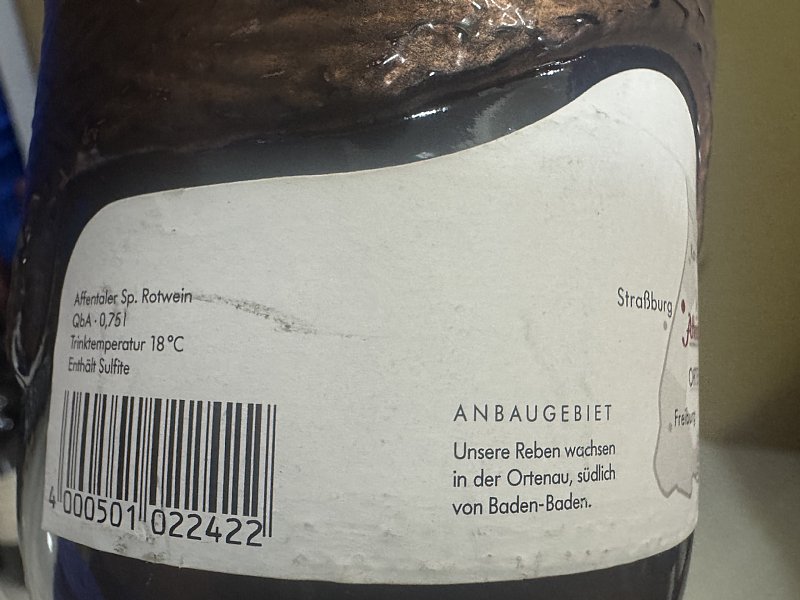 Affentaler Sp. Rotwein
QbA · 0,75 l
Trinktemperatur 18 °C
Enthält Sulfite
4 000501 022422
Straßburg
Freiburg
ANBAUGEBIET
Unsere Reben wachsen
in der Ortenau, südlich
von Baden-Baden.